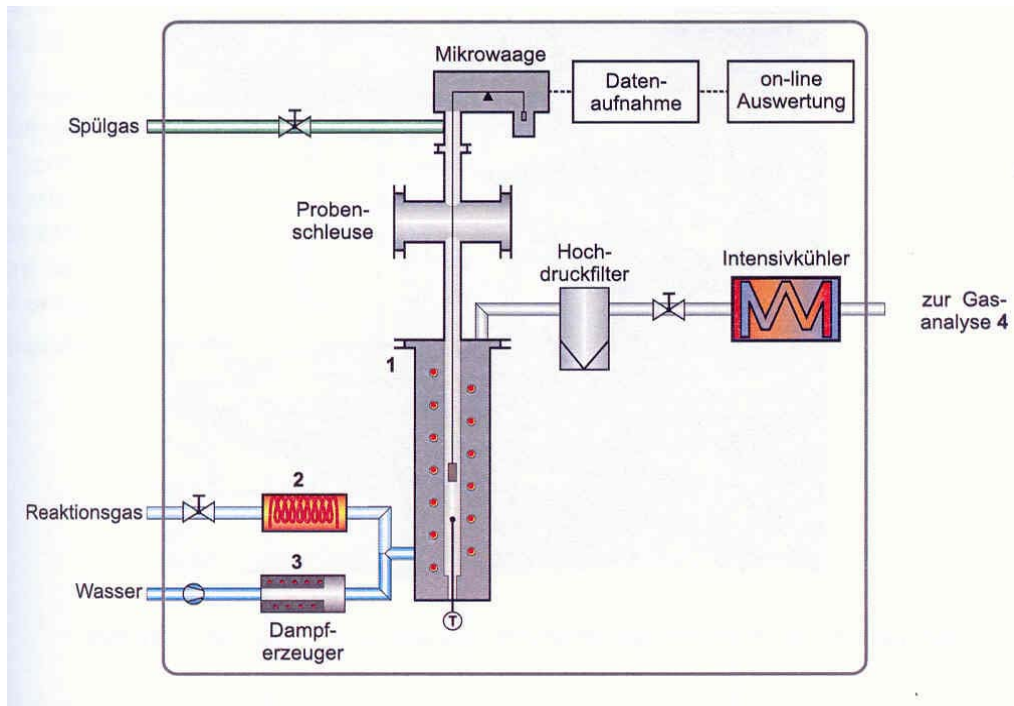 Mikrowaage
Daten-
aufnahme
on-line
Auswertung
Spülgas
Proben-
schleuse
Hoch-
druckfilter
Intensivkühler
zur Gas-
analyse 4
1
2
Reaktionsgas
3
Wasser
Dampf-
erzeuger
T